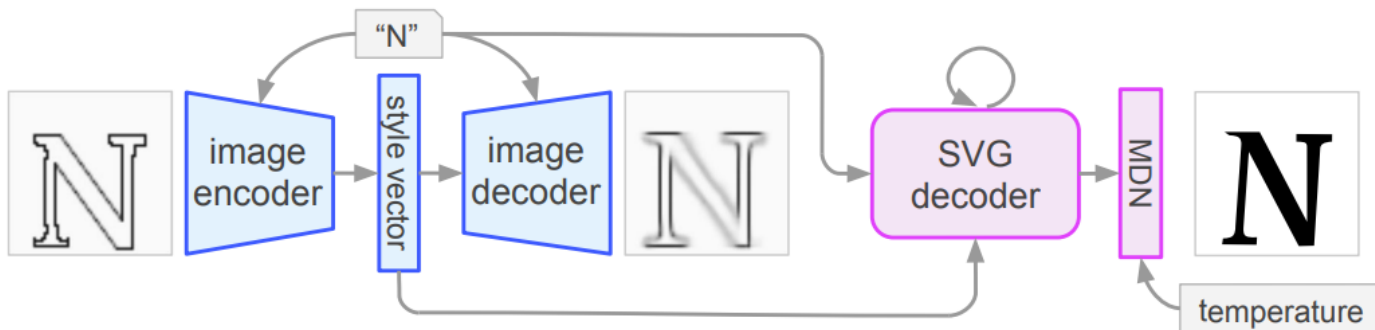 “N”
N
image
encoder
style vector
image
decoder
N
SVG
decoder
MDN
N
temperature